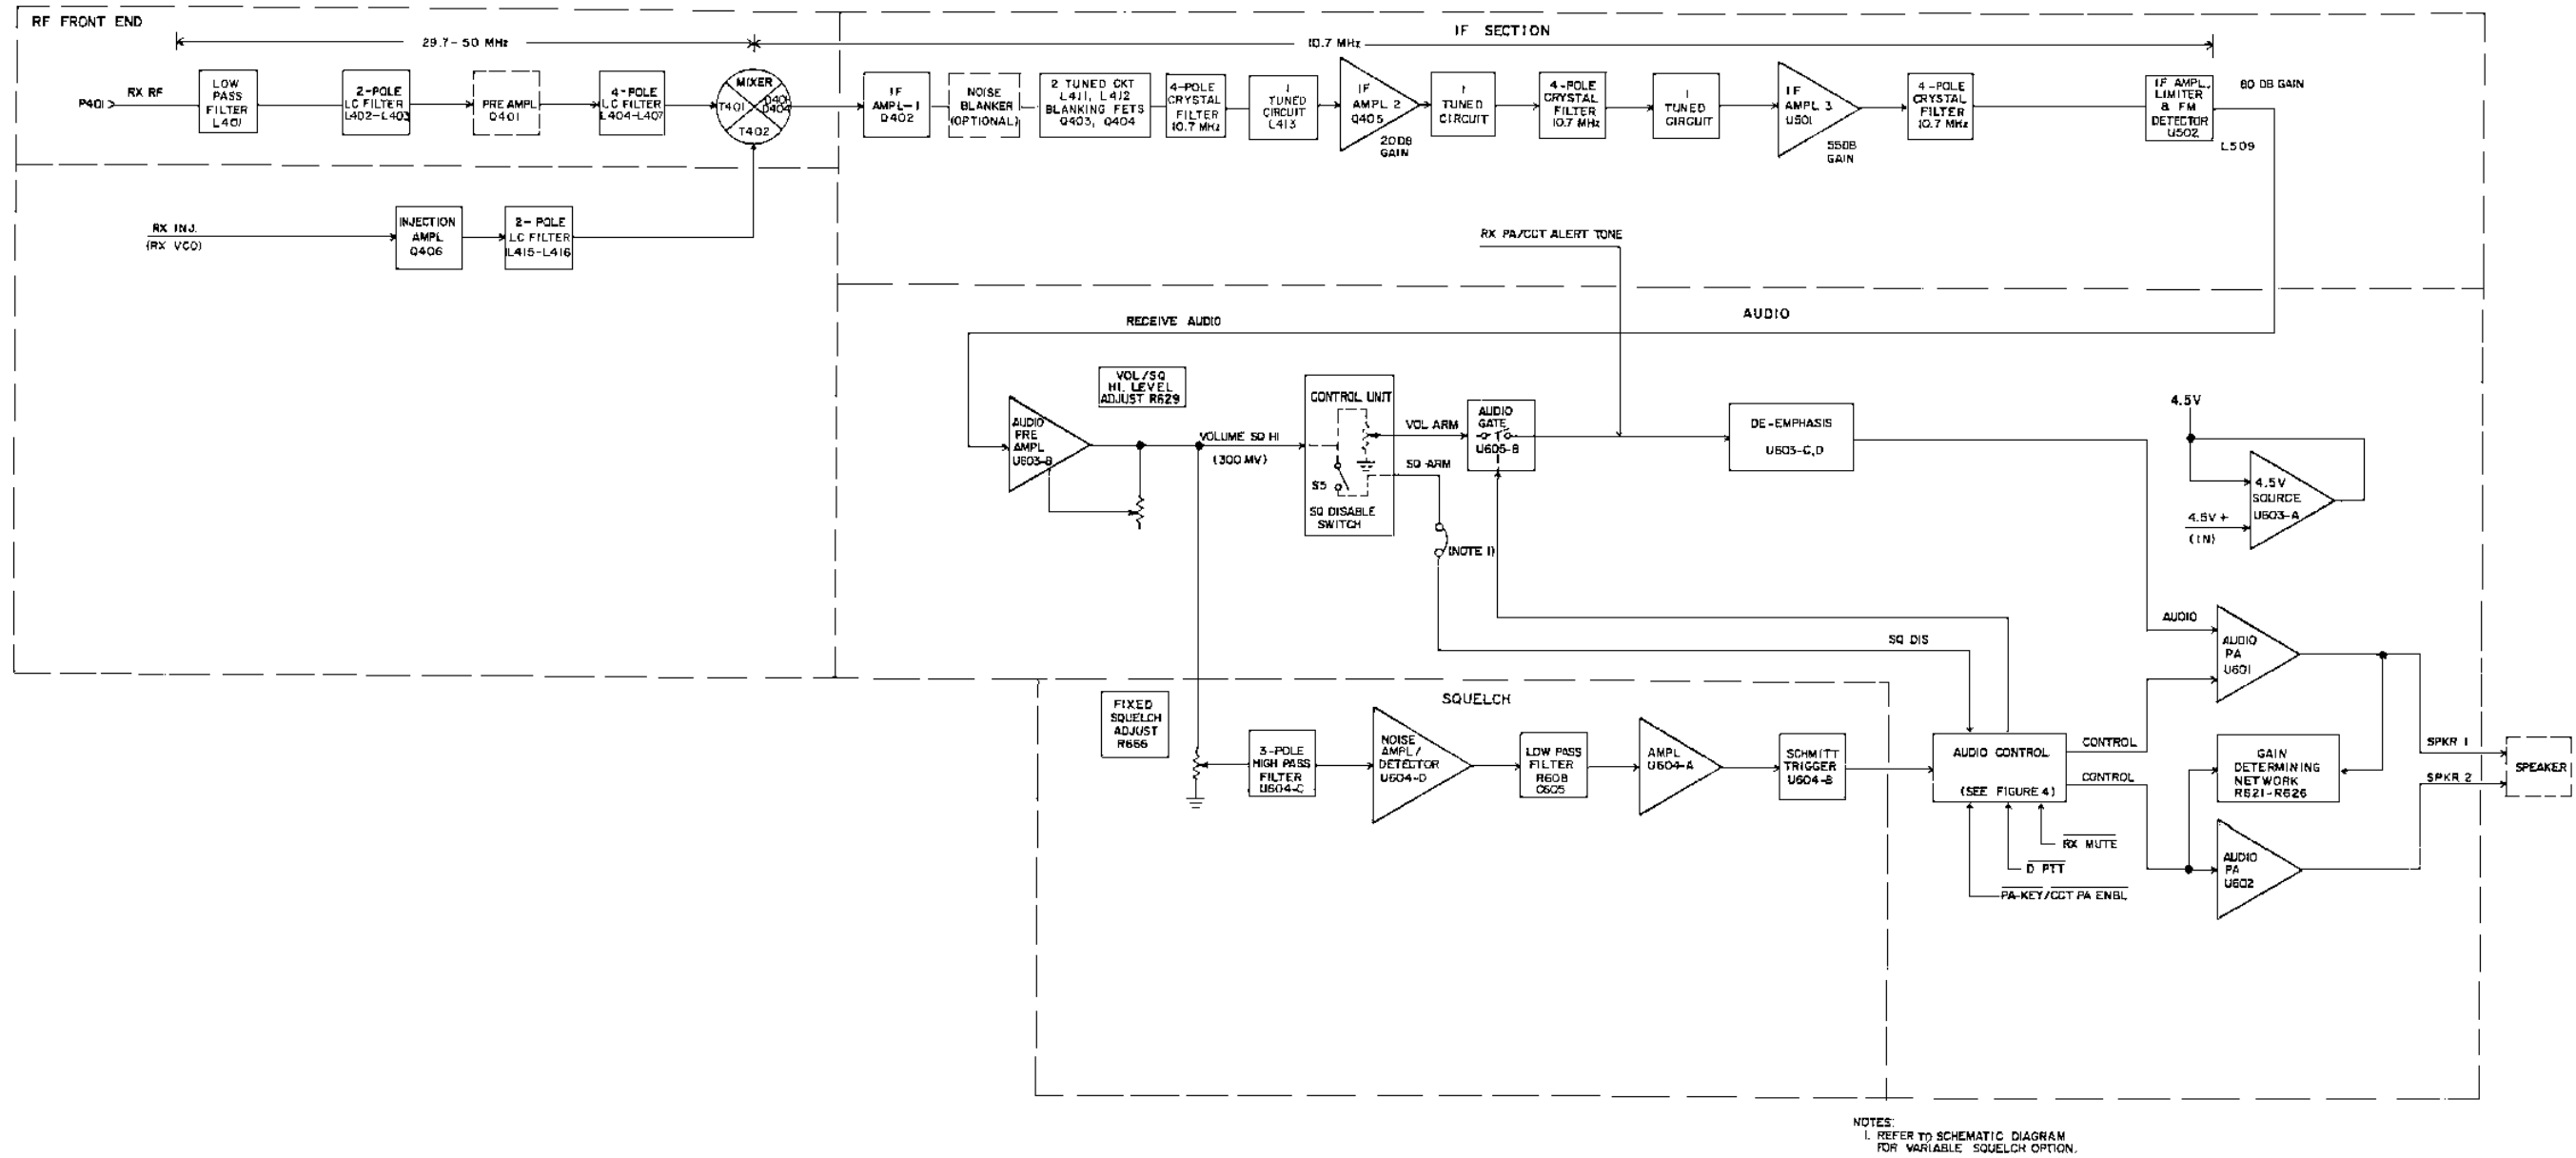 RF FRONT END
29.7-50 MHz
IF SECTION
10.7 MHz
P401
RX RF
LOW
PASS
FILTER
L401
2-POLE
LC FILTER
L402-L403
PRE AMPL
Q401
4-POLE
LC FILTER
L404-L407
MIXER
T401
D401
D404
T402
IF
AMPL-1
Q402
NOISE
BLANKER
(OPTIONAL)
2 TUNED CKT
L411, L412
BLANKING FETS
Q403, Q404
4-POLE
CRYSTAL
FILTER
10.7 MHz
1
TUNED
CIRCUIT
L413
IF
AMPL 2
Q405
20DB
GAIN
1
TUNED
CIRCUIT
4-POLE
CRYSTAL
FILTER
10.7 MHz
1
TUNED
CIRCUIT
IF
AMPL 3
U501
55DB
GAIN
4-POLE
CRYSTAL
FILTER
10.7 MHz
IF AMPL,
LIMITER
& FM
DETECTOR
U502
80 DB GAIN
L509
RX INJ.
(RX VCO)
INJECTION
AMPL
Q406
2-POLE
LC FILTER
L415-L416
RX PA/CCT ALERT TONE
RECEIVE AUDIO
AUDIO
AUDIO
PRE
AMPL
U603-B
VOL/SQ
HI. LEVEL
ADJUST R629
VOLUME SQ HI
(300 MV)
CONTROL UNIT
S5
SQ DISABLE
SWITCH
VOL ARM
SQ ARM
(NOTE 1)
AUDIO
GATE
U605-B
DE-EMPHASIS
U603-C,D
4.5V
4.5V
SOURCE
U603-A
4.5V +
(IN)
SQ DIS
AUDIO
AUDIO
PA
U601
SQUELCH
FIXED
SQUELCH
ADJUST
R666
3-POLE
HIGH PASS
FILTER
U604-C
NOISE
AMPL/
DETECTOR
U604-D
LOW PASS
FILTER
R608
C605
AMPL
U604-A
SCHMITT
TRIGGER
U604-B
AUDIO CONTROL
(SEE FIGURE 4)
CONTROL
CONTROL
GAIN
DETERMINING
NETWORK
R621-R626
SPKR 1
SPKR 2
SPEAKER
RX MUTE
D PTT
PA-KEY/CCT PA ENBL
AUDIO
PA
U602
NOTES:
1. REFER TO SCHEMATIC DIAGRAM
FOR VARIABLE SQUELCH OPTION.